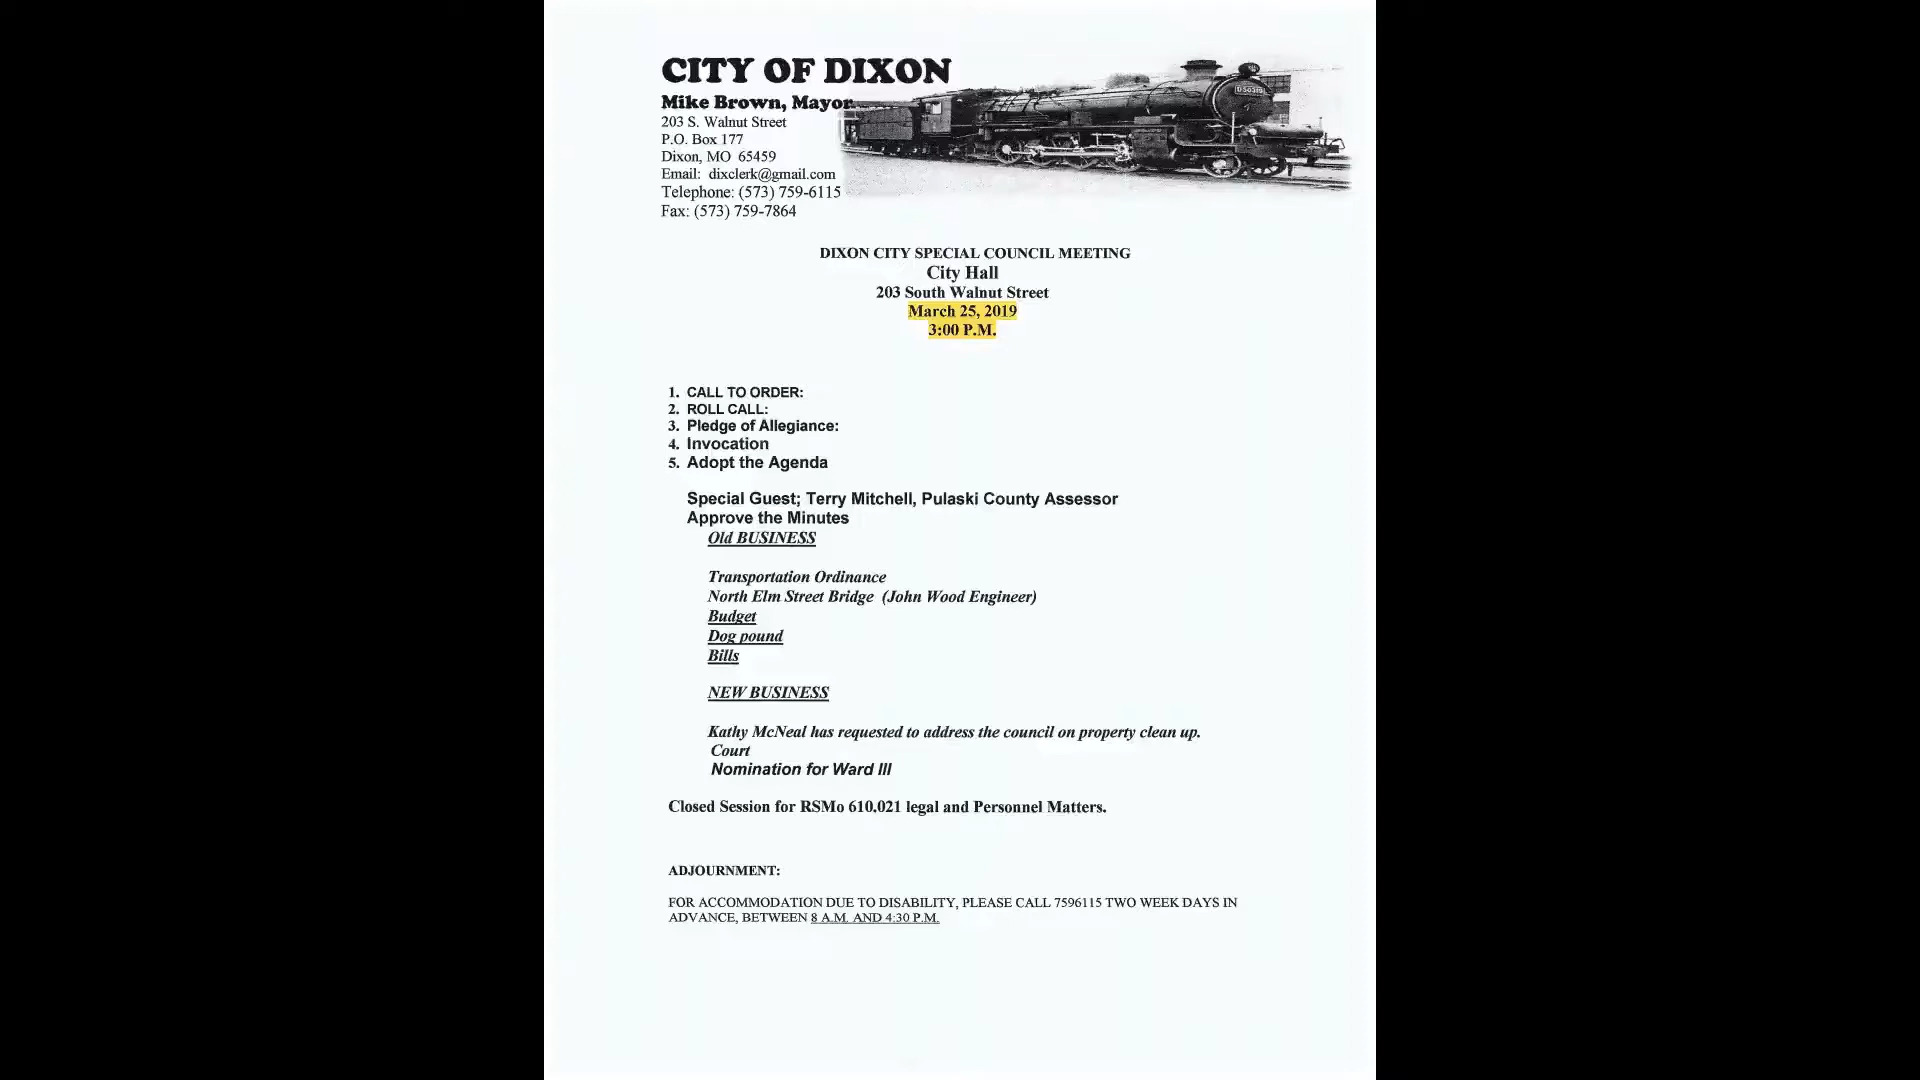 CITY OF DIXON
Mike Brown, Mayor
203 S. Walnut Street
P.O. Box 177
Dixon, MO 65459
Email: dixclerk@gmail.com
Telephone: (573) 759-6115
Fax: (573) 759-7864
DIXON CITY SPECIAL COUNCIL MEETING
City Hall
203 South Walnut Street
March 25, 2019
3:00 P.M.
1. CALL TO ORDER:
2. ROLL CALL:
3. Pledge of Allegiance:
4. Invocation
5. Adopt the Agenda
Special Guest; Terry Mitchell, Pulaski County Assessor
Approve the Minutes
Old BUSINESS
Transportation Ordinance
North Elm Street Bridge (John Wood Engineer)
Budget
Dog pound
Bills
NEW BUSINESS
Kathy McNeal has requested to address the council on property clean up.
Court
Nomination for Ward III
Closed Session for RSMo 610.021 legal and Personnel Matters.
ADJOURNMENT:
FOR ACCOMMODATION DUE TO DISABILITY, PLEASE CALL 7596115 TWO WEEK DAYS IN
ADVANCE, BETWEEN 8 A.M. AND 4:30 P.M.